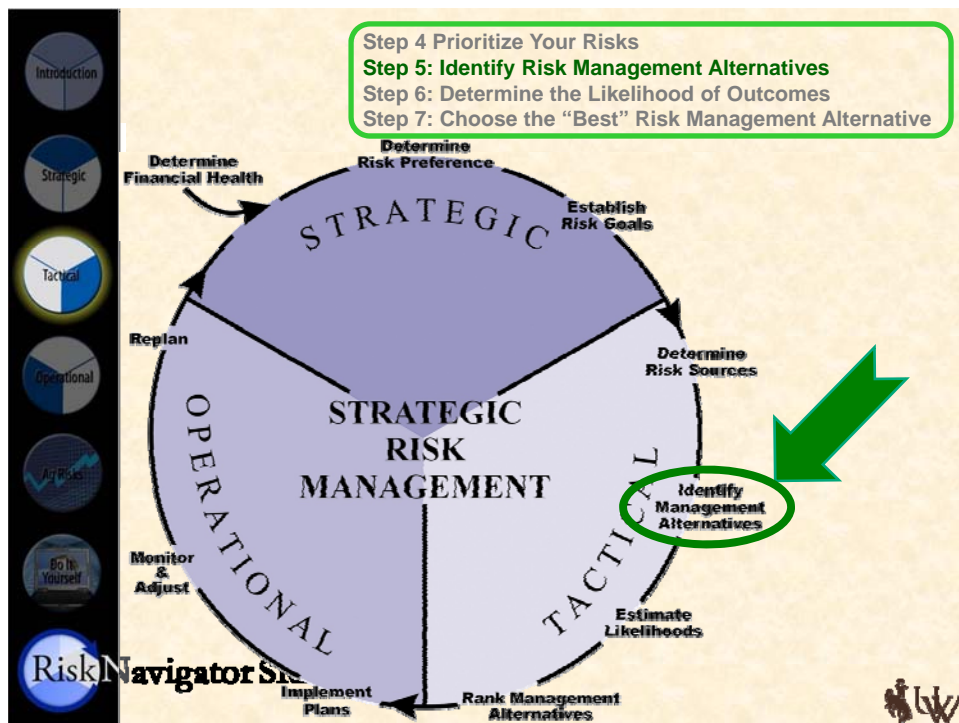 Step 4 Prioritize Your Risks
Step 5: Identify Risk Management Alternatives
Step 6: Determine the Likelihood of Outcomes
Step 7: Choose the “Best” Risk Management Alternative
Introduction
Strategic
Tactical
Operational
Ag Risks
Do It
Yourself
Determine
Financial Health
Determine
Risk Preference
Establish
Risk Goals
STRATEGIC
Determine
Risk Sources
Replan
STRATEGIC
RISK
MANAGEMENT
OPERATIONAL
TACTICAL
Identify
Management
Alternatives
Monitor
&
Adjust
Estimate
Likelihoods
Implement
Plans
Rank Management
Alternatives
Risk Navigator
UW